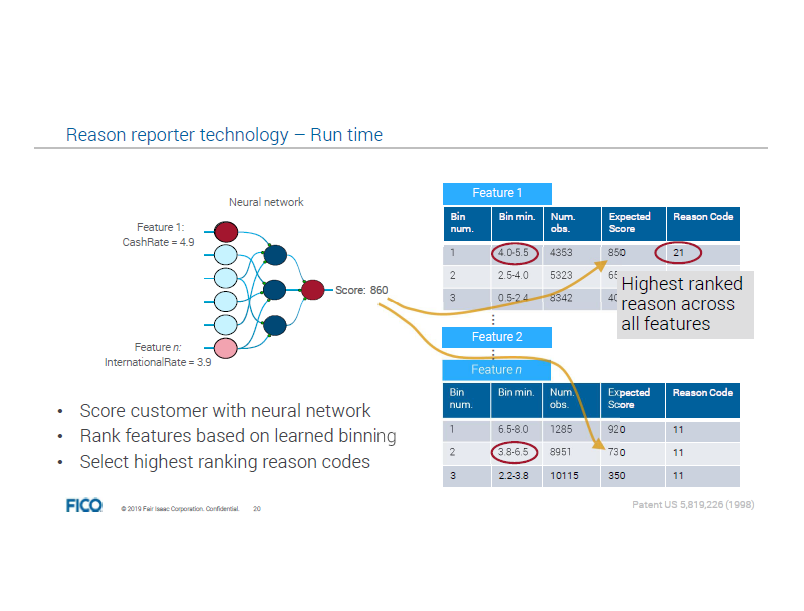 Reason reporter technology – Run time
Neural network
Feature 1:
CashRate = 4.9
Score: 860
Feature n:
InternationalRate = 3.9
• Score customer with neural network
• Rank features based on learned binning
• Select highest ranking reason codes
Feature 1
Bin num. Bin min. Num. obs. Expected Score Reason Code
1 4.0-5.5 4353 850 21
2 2.5-4.0 5323
3 0.5-2.4 8342
Highest ranked
reason across
all features
Feature 2
Feature n
Bin num. Bin min. Num. obs. Expected Score Reason Code
1 6.5-8.0 1285 920 11
2 3.8-6.5 8951 730 11
3 2.2-3.8 10115 350 11
FICO © 2019 Fair Isaac Corporation. Confidential. 20
Patent US 5,819,226 (1998)